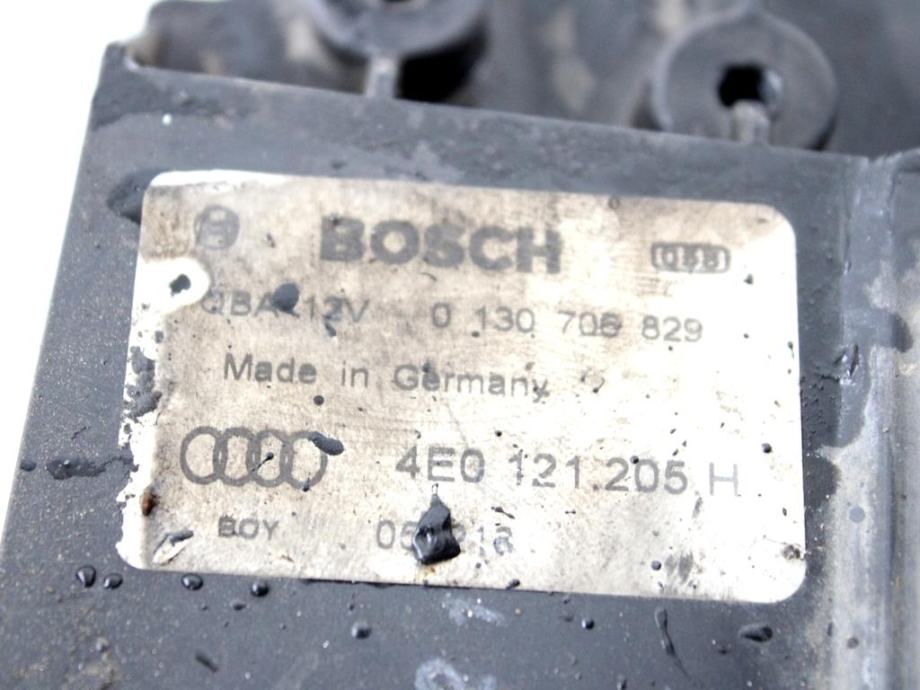 BOSCH
12V 0 130 706 829
Made in Germany
4E0 121.205 H
BOY